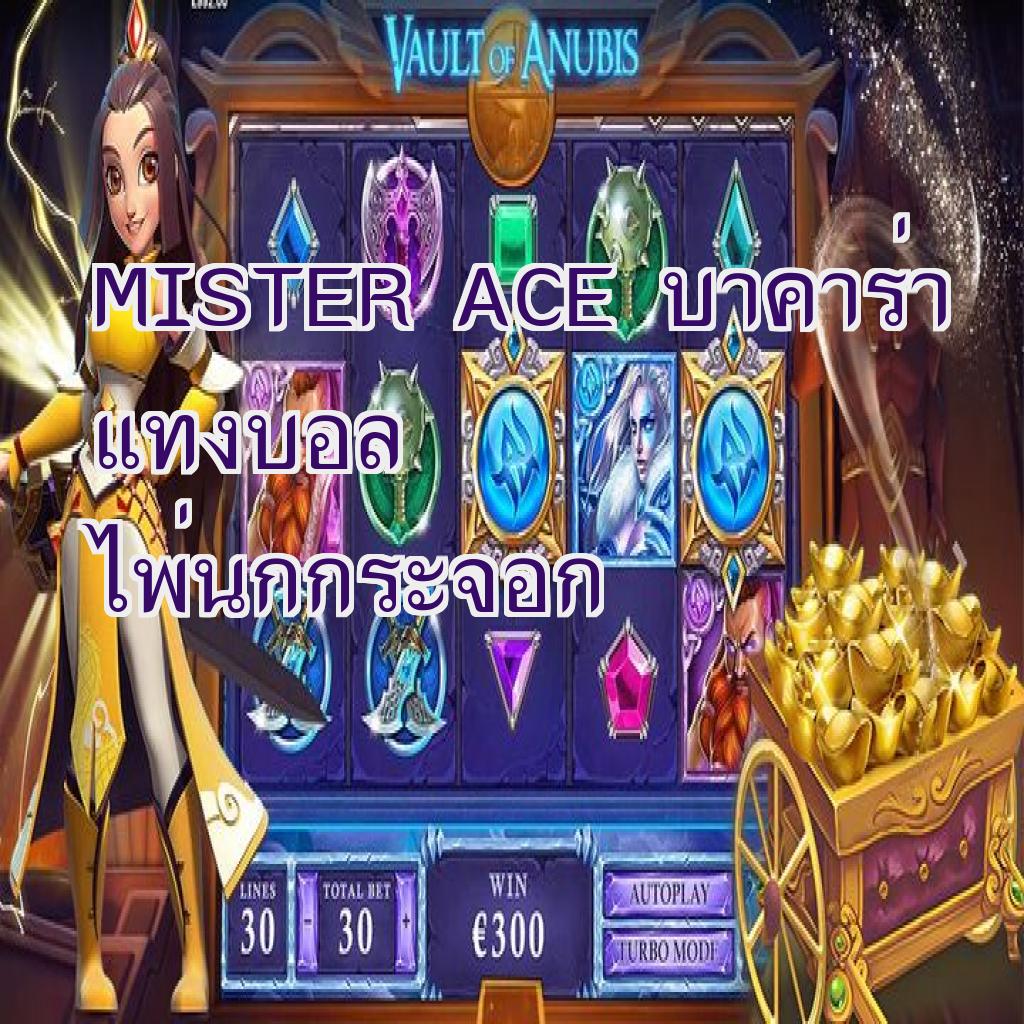 VAULT OF ANUBIS
MISTER ACE บาคาร่า
แทงบอล
ไพ่นกกระจอก
LINES
30
TOTAL BET
- 30 +
WIN
€300
AUTOPLAY
TURBO MODE